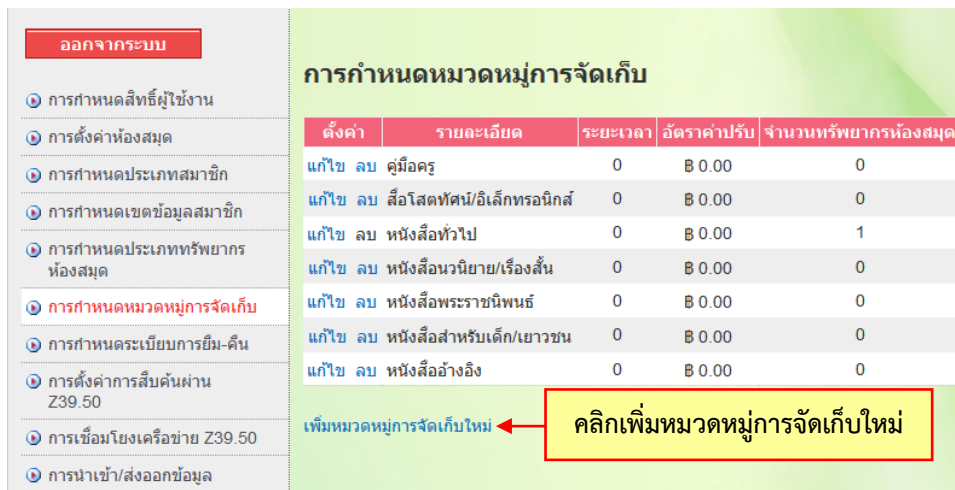 ออกจากระบบ
การกำหนดสิทธิ์ผู้ใช้งาน
การตั้งค่าห้องสมุด
การกำหนดประเภทสมาชิก
การกำหนดเขตข้อมูลสมาชิก
การกำหนดประเภททรัพยากร
ห้องสมุด
การกำหนดหมวดหมู่การจัดเก็บ
การกำหนดระเบียบการยืม-คืน
การตั้งค่าการสืบค้นผ่าน
Z39.50
การเชื่อมโยงเครือข่าย Z39.50
การนำเข้า/ส่งออกข้อมูล
การกำหนดหมวดหมู่การจัดเก็บ
ตั้งค่า รายละเอียด ระยะเวลา อัตราค่าปรับ จำนวนทรัพยากรห้องสมุด
แก้ไข ลบ คู่มือครู 0 ฿ 0.00 0
แก้ไข ลบ สื่อโสตทัศน์/อิเล็กทรอนิกส์ 0 ฿ 0.00 0
แก้ไข ลบ หนังสือทั่วไป 0 ฿ 0.00 1
แก้ไข ลบ หนังสือนวนิยาย/เรื่องสั้น 0 ฿ 0.00 0
แก้ไข ลบ หนังสือพระราชนิพนธ์ 0 ฿ 0.00 0
แก้ไข ลบ หนังสือสำหรับเด็ก/เยาวชน 0 ฿ 0.00 0
แก้ไข ลบ หนังสืออ้างอิง 0 ฿ 0.00 0
เพิ่มหมวดหมู่การจัดเก็บใหม่
คลิกเพิ่มหมวดหมู่การจัดเก็บใหม่